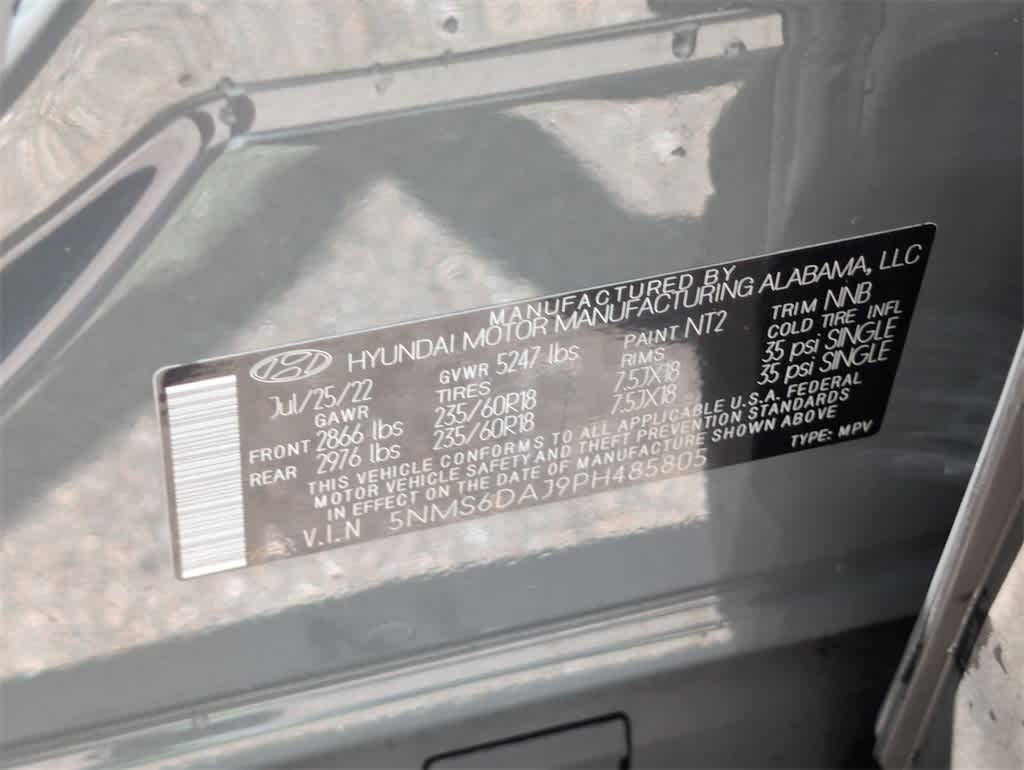 MANUFACTURED BY
HYUNDAI MOTOR MANUFACTURING ALABAMA, LLC
Jul/25/22 GVWR 5247 lbs PAINT NT2 TRIM NNB
GAWR TIRES RIMS COLD TIRE INFL
FRONT 2866 lbs 235/60R18 7.5JX18 35 psi SINGLE
REAR 2976 lbs 235/60R18 7.5JX18 35 psi SINGLE
THIS VEHICLE CONFORMS TO ALL APPLICABLE U.S.A. FEDERAL
MOTOR VEHICLE SAFETY AND THEFT PREVENTION STANDARDS
IN EFFECT ON THE DATE OF MANUFACTURE SHOWN ABOVE
V.I.N 5NMS6DAJ9PH485805 TYPE: MPV